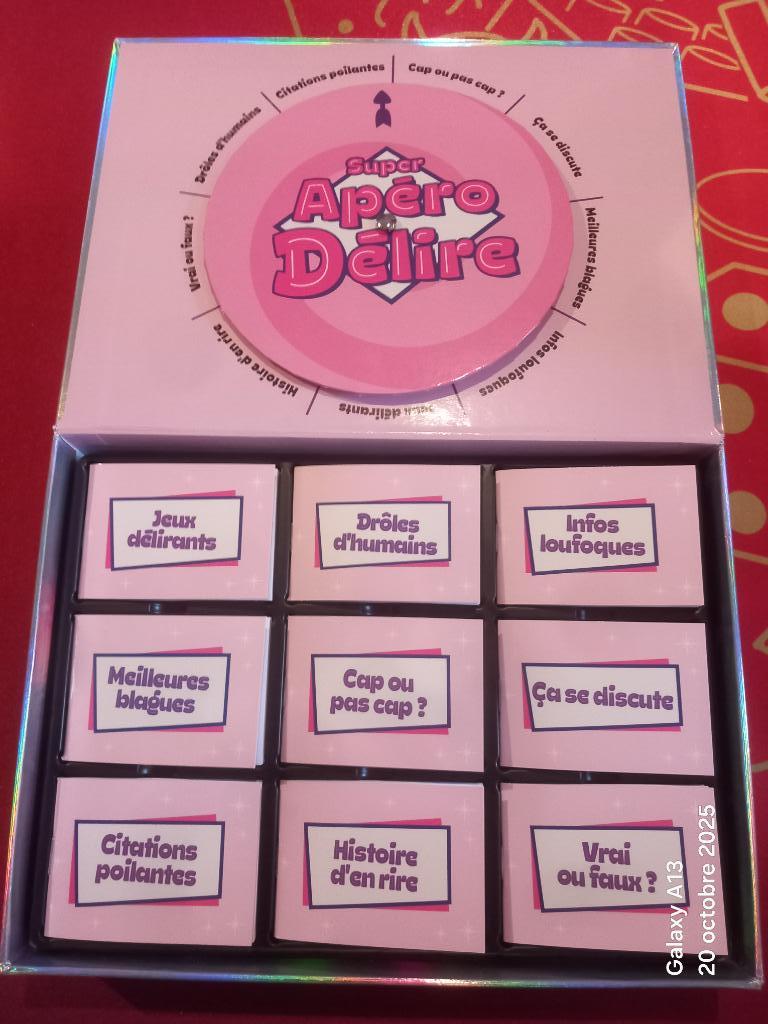 Citations poilantes
Cap ou pas cap ?
Drôles d'humains
Ça se discute
Vrai ou faux ?
Meilleures blagues
Histoire d'en rire
Infos loufoques
Jeux délirants
Super
Apéro
Délire
Jeux
délirants
Drôles
d'humains
Infos
loufoques
Meilleures
blagues
Cap ou
pas cap ?
Ça se discute
Citations
poilantes
Histoire
d'en rire
Vrai
ou faux ?
Galaxy A13
20 octobre 2025